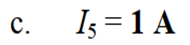 c. I₅ = 1 A